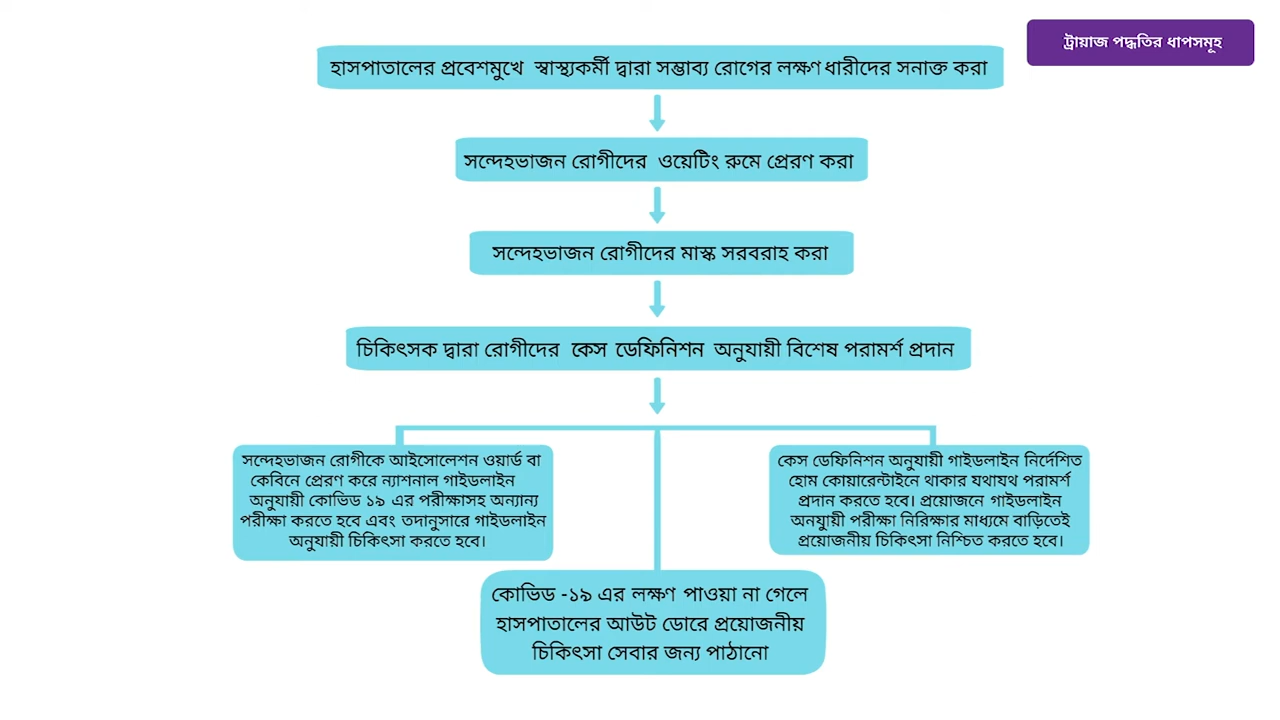 ট্রায়াজ পদ্ধতির ধাপসমূহ
হাসপাতালের প্রবেশমুখে স্বাস্থ্যকর্মী দ্বারা সম্ভাব্য রোগের লক্ষণ ধারীদের সনাক্ত করা
সন্দেহভাজন রোগীদের ওয়েটিং রুমে প্রেরণ করা
সন্দেহভাজন রোগীদের মাস্ক সরবরাহ করা
চিকিৎসক দ্বারা রোগীদের কেস ডেফিনিশন অনুযায়ী বিশেষ পরামর্শ প্রদান
সন্দেহভাজন রোগীকে আইসোলেশন ওয়ার্ড বা
কেবিনে প্রেরণ করে ন্যাশনাল গাইডলাইন
অনুযায়ী কোভিড ১৯ এর পরীক্ষাসহ অন্যান্য
পরীক্ষা করতে হবে এবং তদানুসারে গাইডলাইন
অনুযায়ী চিকিৎসা করতে হবে।
কেস ডেফিনিশন অনুযায়ী গাইডলাইন নির্দেশিত
হোম কোয়ারেন্টাইনে থাকার যথাযথ পরামর্শ
প্রদান করতে হবে। প্রয়োজনে গাইডলাইন
অনযুায়ী পরীক্ষা নিরিক্ষার মাধ্যমে বাড়িতেই
প্রয়োজনীয় চিকিৎসা নিশ্চিত করতে হবে।
কোভিড -১৯ এর লক্ষণ পাওয়া না গেলে
হাসপাতালের আউট ডোরে প্রয়োজনীয়
চিকিৎসা সেবার জন্য পাঠানো